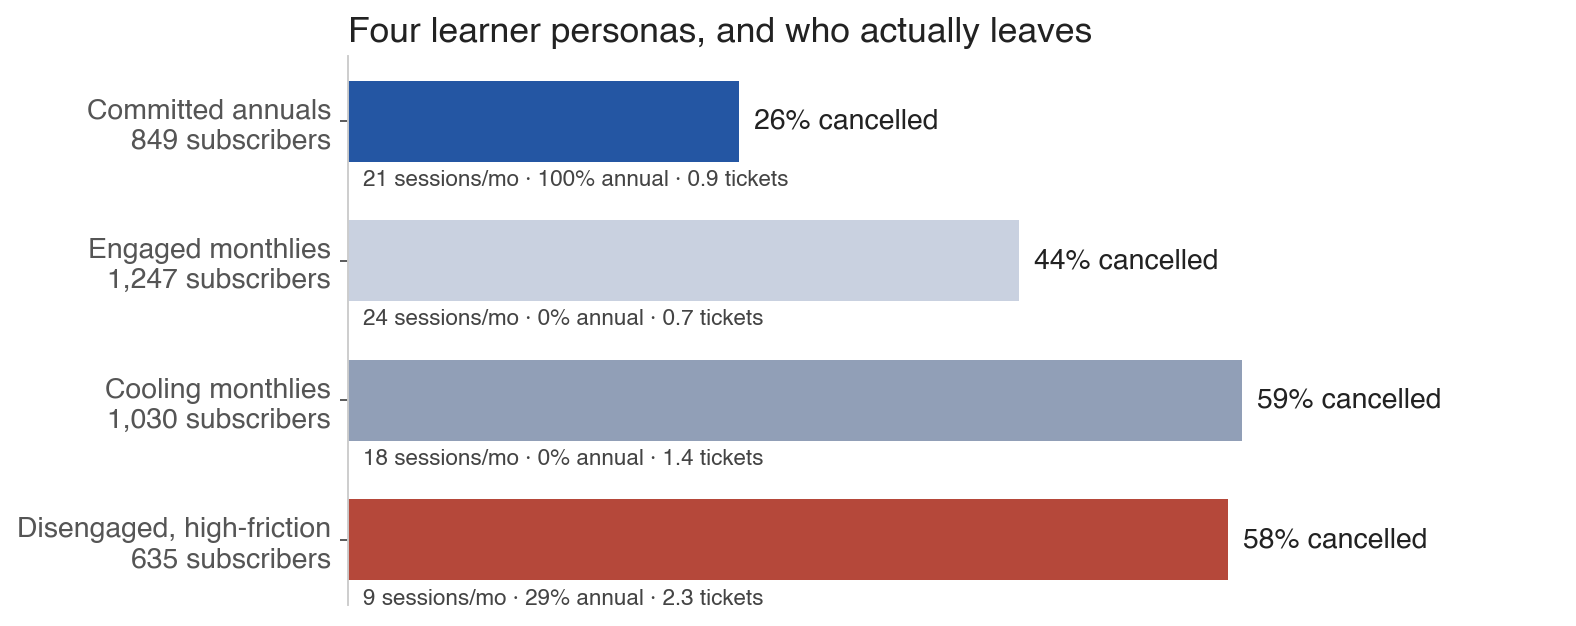 Four learner personas, and who actually leaves
Committed annuals
849 subscribers
26% cancelled
21 sessions/mo · 100% annual · 0.9 tickets
Engaged monthlies
1,247 subscribers
44% cancelled
24 sessions/mo · 0% annual · 0.7 tickets
Cooling monthlies
1,030 subscribers
59% cancelled
18 sessions/mo · 0% annual · 1.4 tickets
Disengaged, high-friction
635 subscribers
58% cancelled
9 sessions/mo · 29% annual · 2.3 tickets